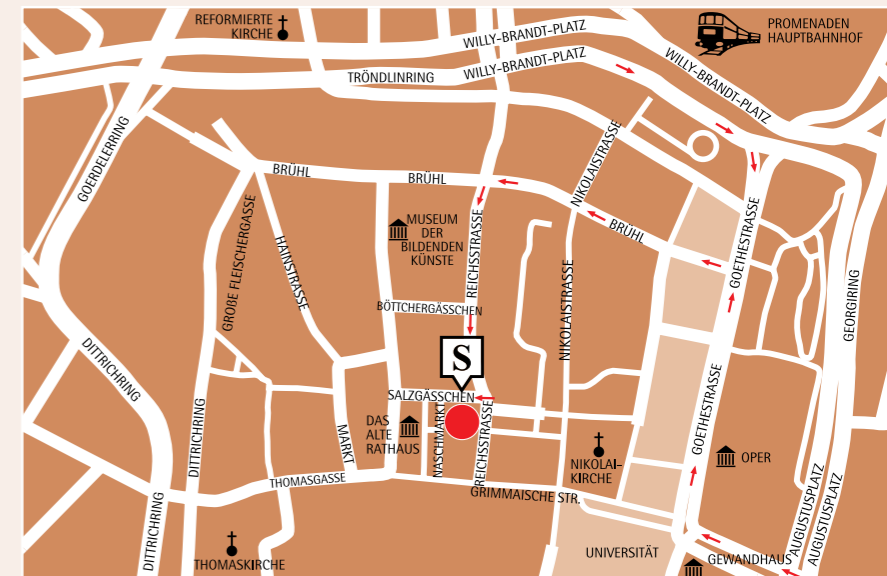 REFORMIERTE
KIRCHE
WILLY-BRANDT-PLATZ
PROMENADEN
HAUPTBAHNHOF
TRÖNDLINRING
WILLY-BRANDT-PLATZ
WILLY-BRANDT-PLATZ
GOERDELERRING
BRÜHL
BRÜHL
NIKOLAISTRASSE
BRÜHL
GROßE FLEISCHERGASSE
HAINSTRASSE
MUSEUM
DER
BILDENDEN
KÜNSTE
REICHSSTRASSE
GOETHESTRASSE
NIKOLAISTRASSE
GEORGIRING
BÖTTCHERGÄSSCHEN
S
DITTRICHRING
SALZGÄSSCHEN
DITTRICHRING
MARKT
DAS
ALTE
RATHAUS
NASCHMARKT
REICHSSTRASSE
GOETHESTRASSE
NIKOLAI-
KIRCHE
OPER
THOMASGASSE
GRIMMAISCHE STR.
AUGUSTUSPLATZ
AUGUSTUSPLATZ
DITTRICHRING
THOMASKIRCHE
UNIVERSITÄT
GEWANDHAUS